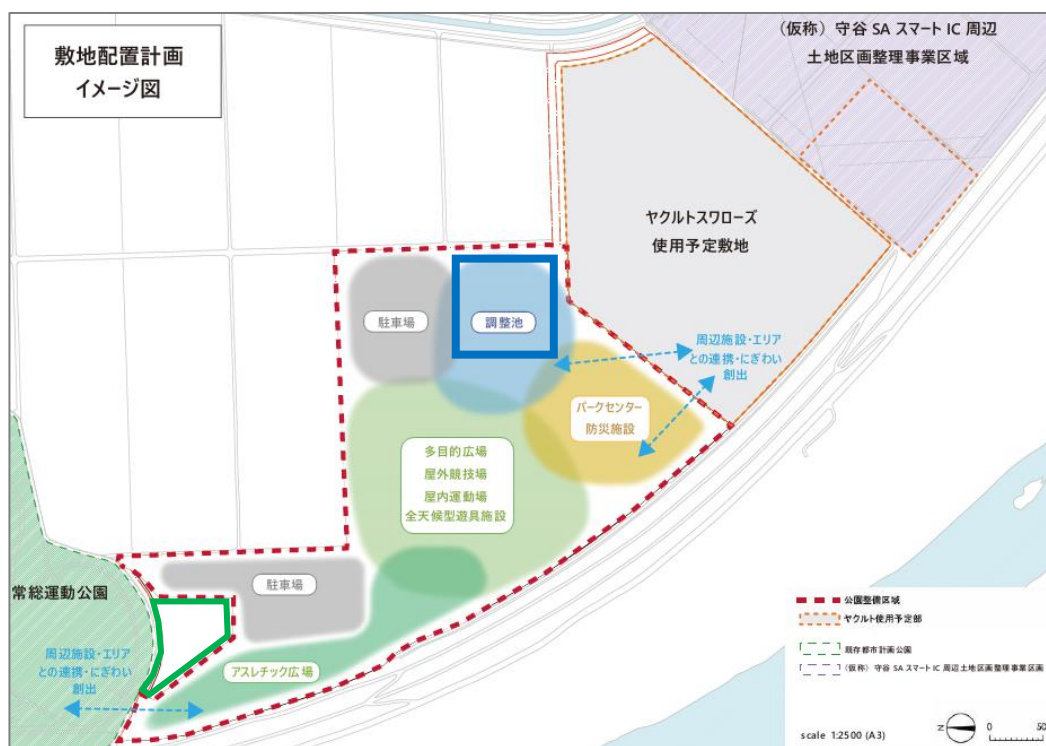 敷地配置計画
イメージ図
（仮称）守谷 SA スマート IC 周辺
土地区画整理事業区域
ヤクルトスワローズ
使用予定敷地
駐車場
調整池
周辺施設・エリア
との連携・にぎわい
創出
パークセンター
防災施設
多目的広場
屋外競技場
屋内運動場
全天候型遊具施設
常総運動公園
駐車場
周辺施設・エリア
との連携・にぎわい
創出
アスレチック広場
公園整備区域
ヤクルト使用予定部
既存都市計画公園
（仮称）守谷 SA スマート IC 周辺土地区画整理事業区画
scale 1:2500 (A3)
N
0 50